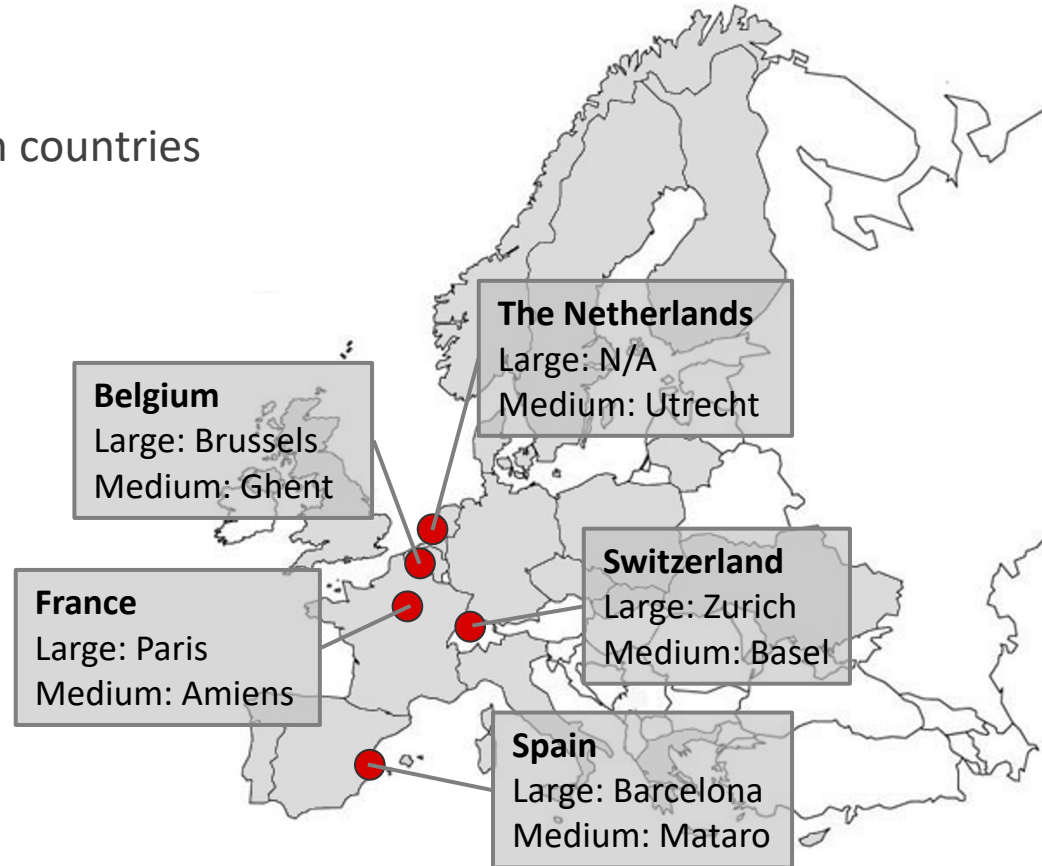 n countries
The Netherlands
Large: N/A
Medium: Utrecht
Belgium
Large: Brussels
Medium: Ghent
Switzerland
Large: Zurich
Medium: Basel
France
Large: Paris
Medium: Amiens
Spain
Large: Barcelona
Medium: Mataro